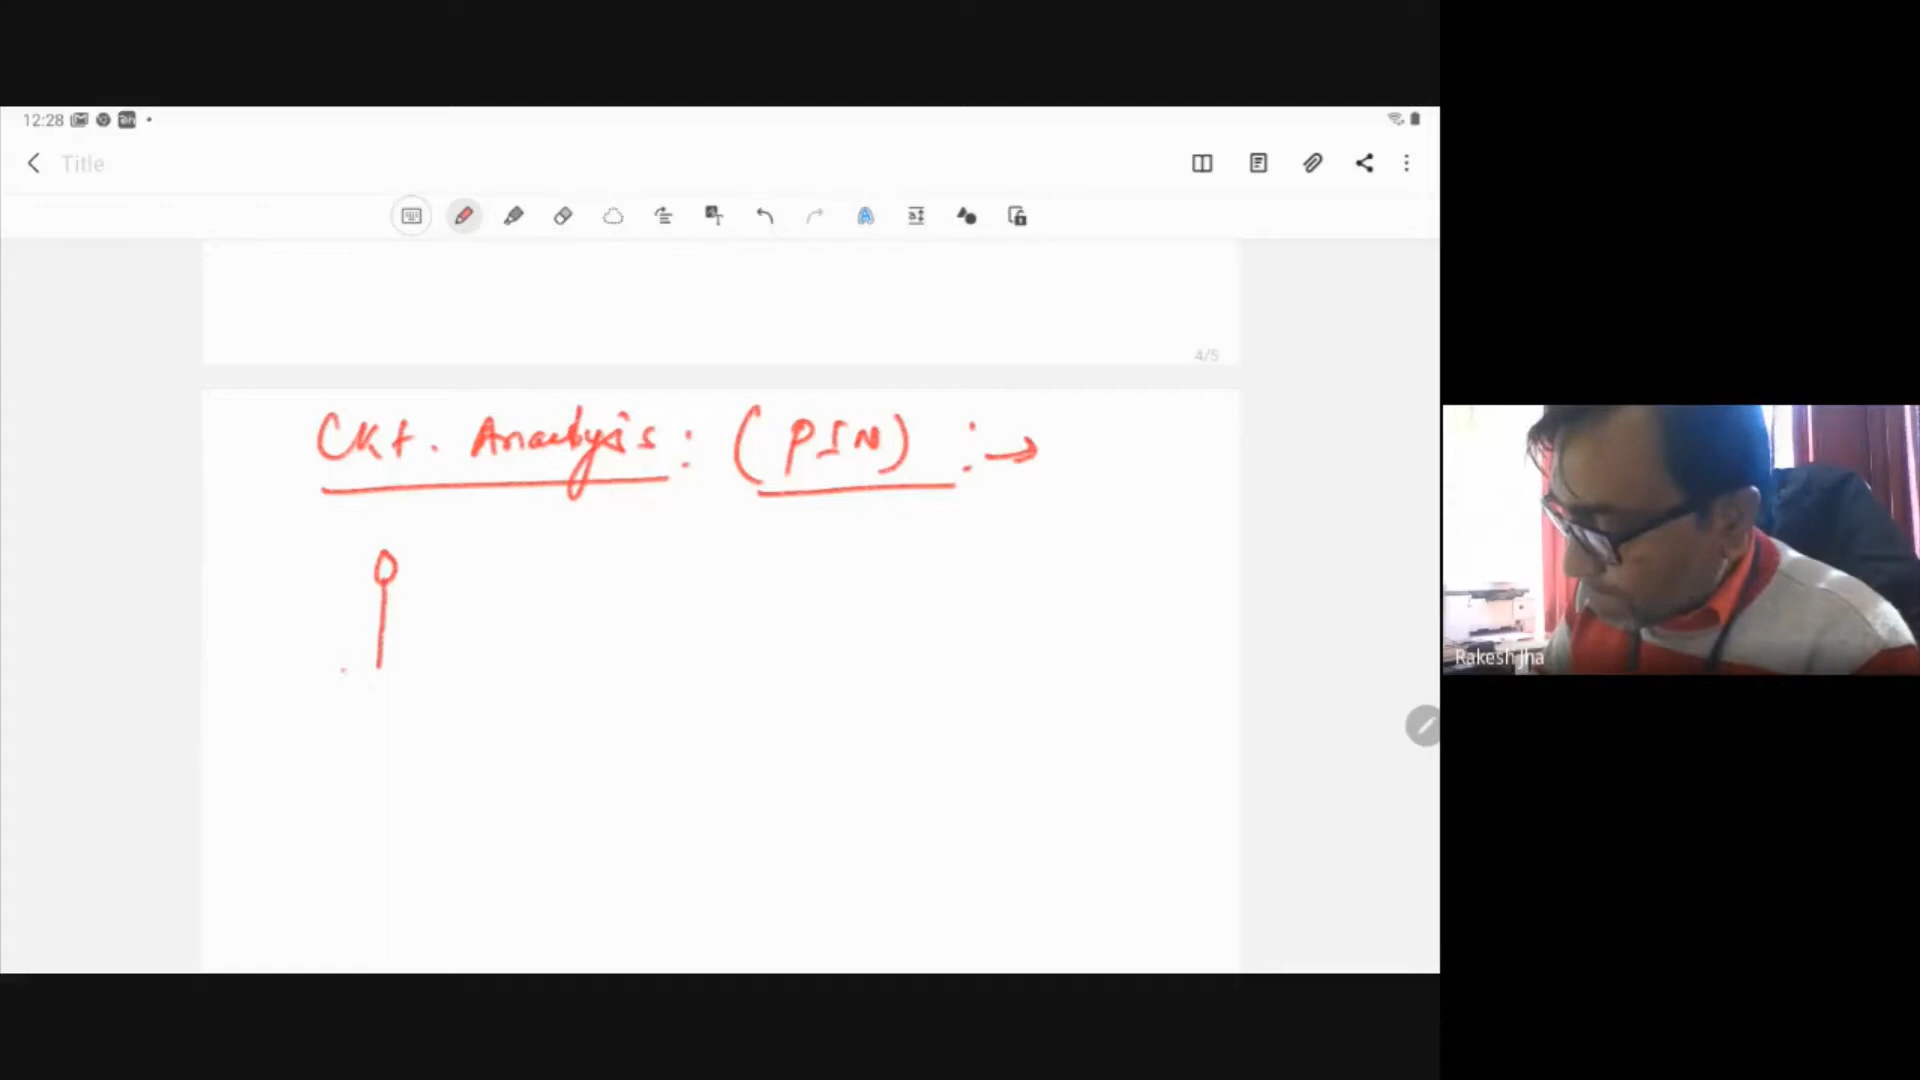 12:28
Title
4/5
Ckt. Analysis: (PIN) :→
Rakesh Jha